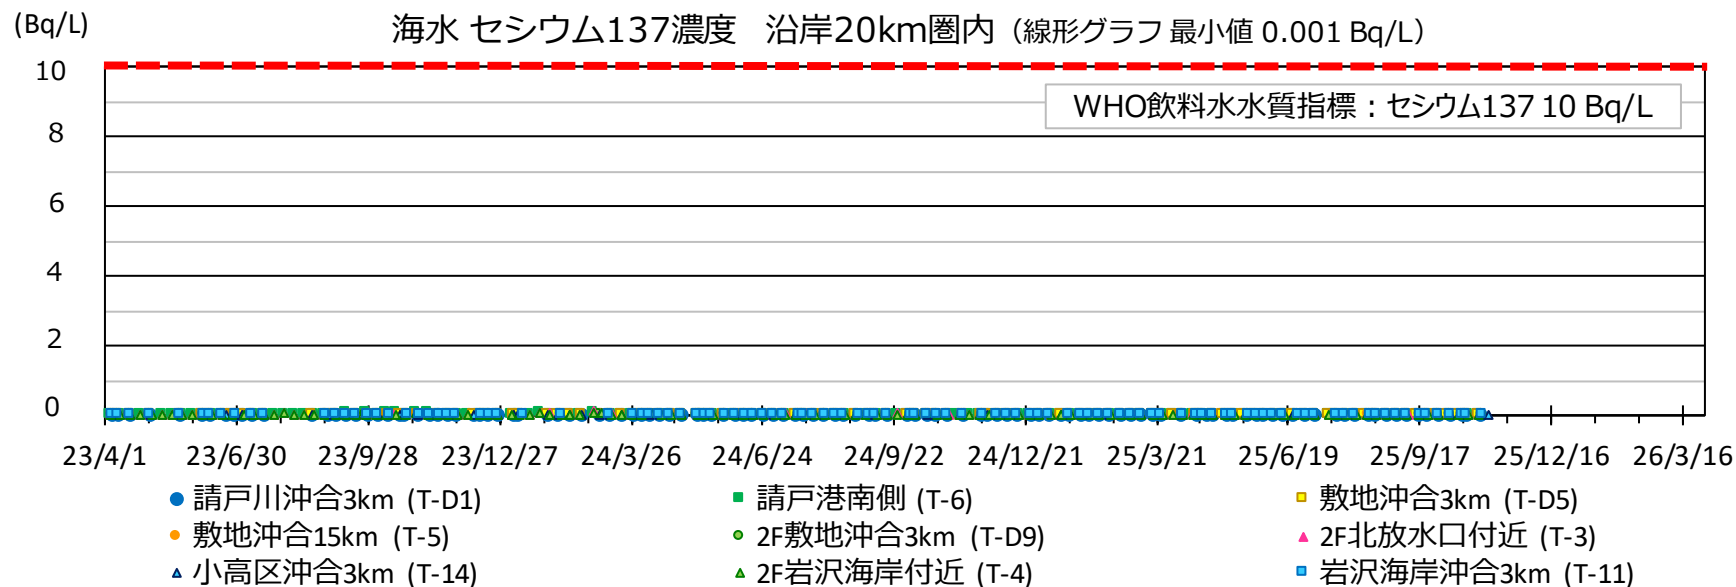 (Bq/L)
海水 セシウム137濃度 沿岸20km圏内（線形グラフ 最小値 0.001 Bq/L）
10
WHO飲料水水質指標：セシウム137 10 Bq/L
8
6
4
2
0
23/4/1 23/6/30 23/9/28 23/12/27 24/3/26 24/6/24 24/9/22 24/12/21 25/3/21 25/6/19 25/9/17 25/12/16 26/3/16
請戸川沖合3km (T-D1) 請戸港南側 (T-6) 敷地沖合3km (T-D5)
敷地沖合15km (T-5) 2F敷地沖合3km (T-D9) 2F北放水口付近 (T-3)
小高区沖合3km (T-14) 2F岩沢海岸付近 (T-4) 岩沢海岸沖合3km (T-11)